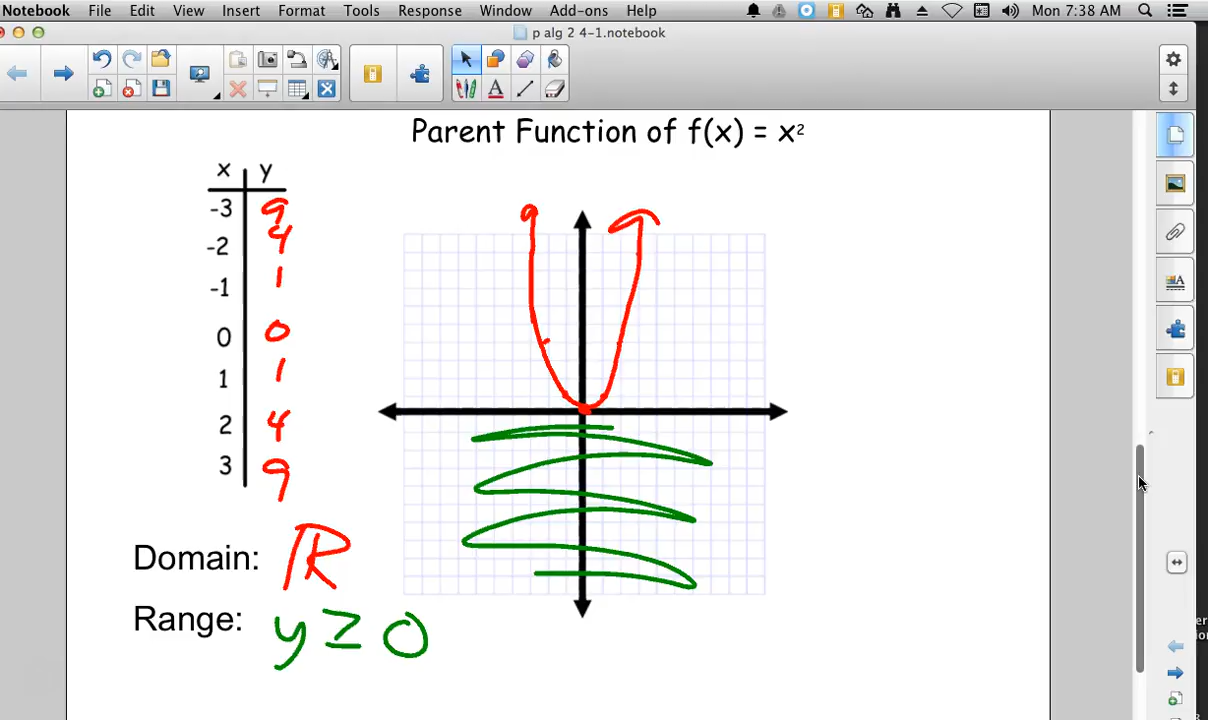 Notebook File Edit View Insert Format Tools Response Window Add-ons Help Mon 7:38 AM
p alg 2 4-1.notebook
Parent Function of f(x) = x²
x y
-3 9
-2 4
-1 1
0 0
1 1
2 4
3 9
Domain: ℝ
Range: y ≥ 0